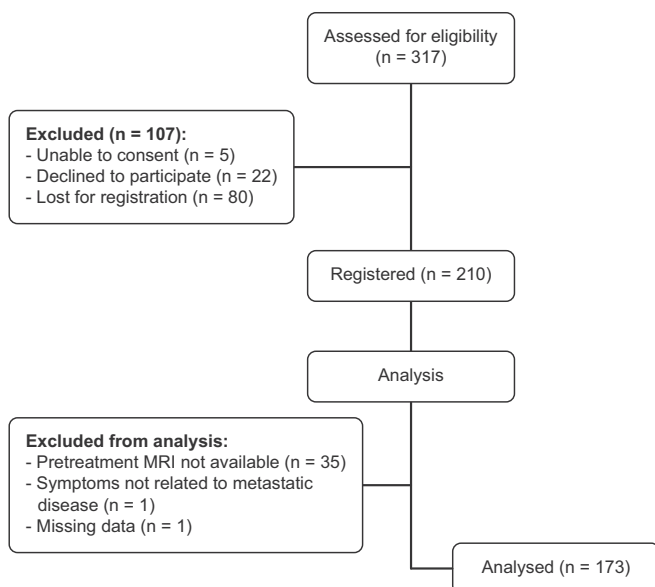 Assessed for eligibility
(n = 317)
Excluded (n = 107):
- Unable to consent (n = 5)
- Declined to participate (n = 22)
- Lost for registration (n = 80)
Registered (n = 210)
Analysis
Excluded from analysis:
- Pretreatment MRI not available (n = 35)
- Symptoms not related to metastatic
disease (n = 1)
- Missing data (n = 1)
Analysed (n = 173)